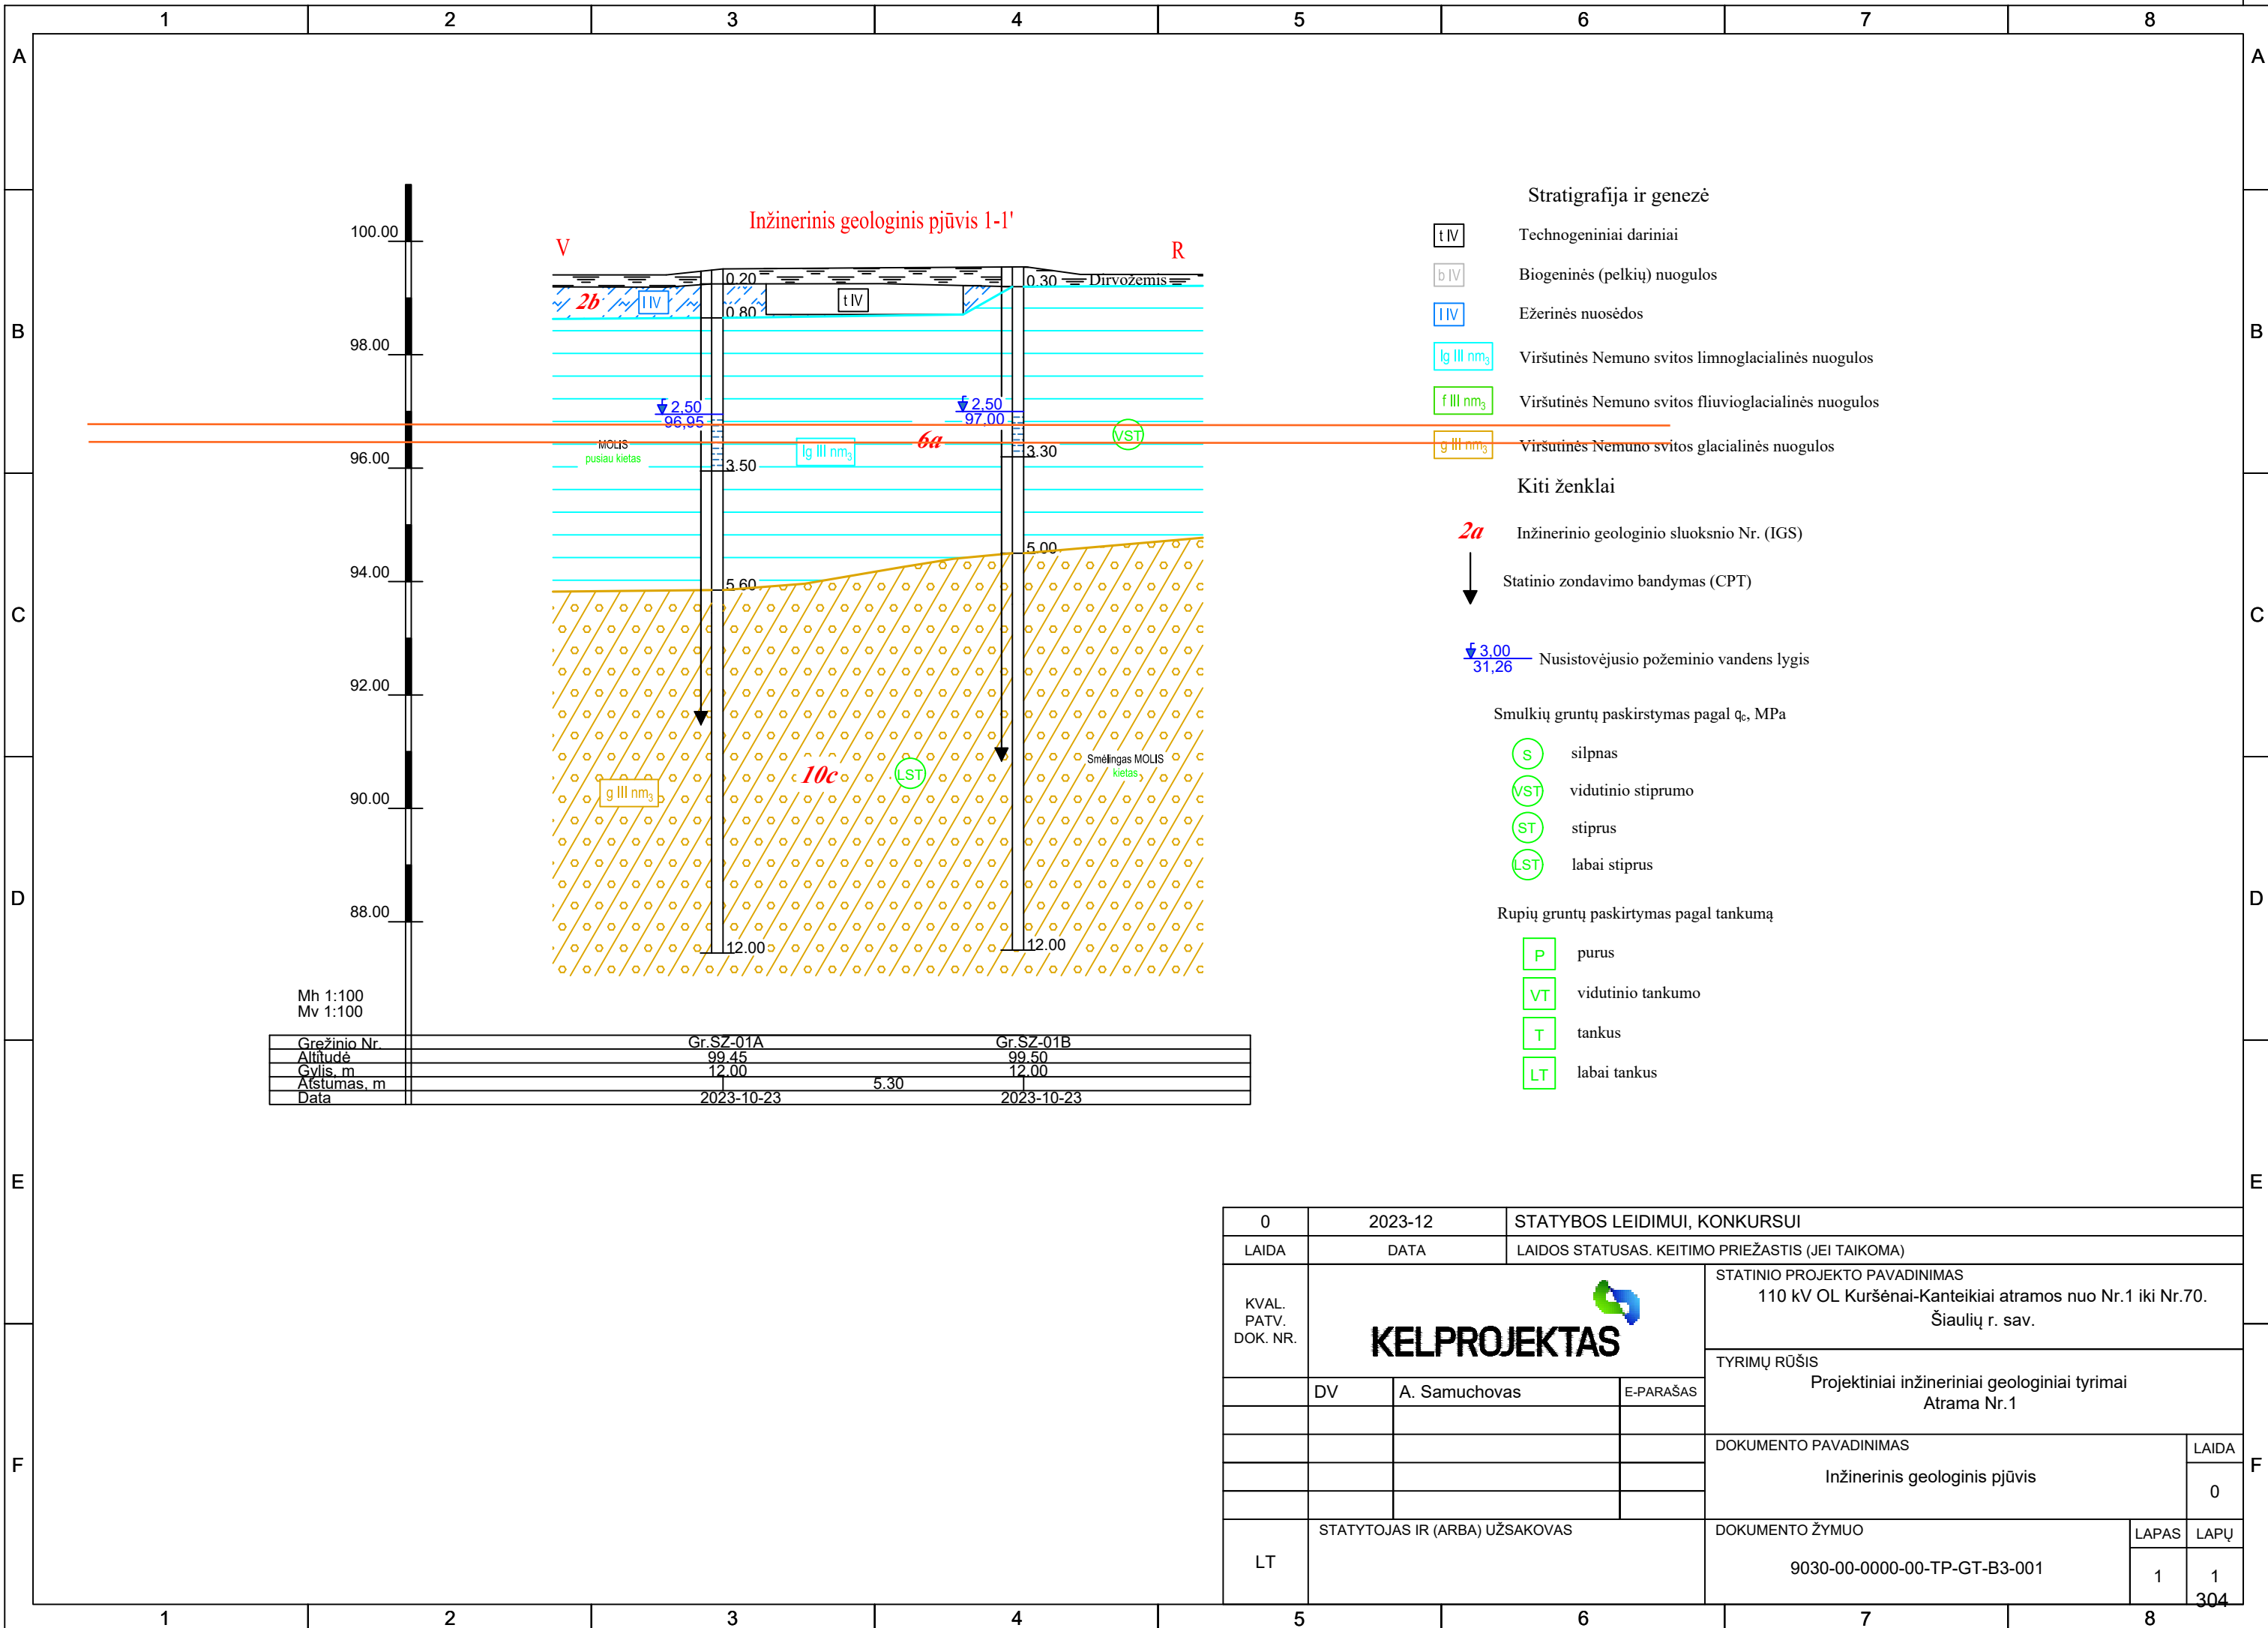 1 2 3 4 5 6 7 8
A A
B B
C C
D D
E E
F F
Inžinerinis geologinis pjūvis 1-1'
V R
100.00
98.00
96.00
94.00
92.00
90.00
88.00
0.20
0.30
Dirvožemis
2b
l IV
t IV
0.80
2,50
96,95
2,50
97,00
MOLIS
pusiau kietas
lg III nm3
6a
VST
3.50
3.30
5.60
5.00
g III nm3
10c
LST
Smėlingas MOLIS
kietas
12.00
12.00
Mh 1:100
Mv 1:100
Gręžinio Nr. Gr.SZ-01A Gr.SZ-01B
Altitudė 99.45 99.50
Gylis, m 12.00 12.00
Atstumas, m 5.30
Data 2023-10-23 2023-10-23
Stratigrafija ir genezė
t IV Technogeniniai dariniai
b IV Biogeninės (pelkių) nuogulos
l IV Ežerinės nuosėdos
lg III nm3 Viršutinės Nemuno svitos limnoglacialinės nuogulos
f III nm3 Viršutinės Nemuno svitos fliuvioglacialinės nuogulos
g III nm3 Viršutinės Nemuno svitos glacialinės nuogulos
Kiti ženklai
2a Inžinerinio geologinio sluoksnio Nr. (IGS)
Statinio zondavimo bandymas (CPT)
3,00
31,26
Nusistovėjusio požeminio vandens lygis
Smulkių gruntų paskirstymas pagal qc, MPa
S silpnas
VST vidutinio stiprumo
ST stiprus
LST labai stiprus
Rupių gruntų paskirtymas pagal tankumą
P purus
VT vidutinio tankumo
T tankus
LT labai tankus
0 2023-12 STATYBOS LEIDIMUI, KONKURSUI
LAIDA DATA LAIDOS STATUSAS. KEITIMO PRIEŽASTIS (JEI TAIKOMA)
KVAL.
PATV.
DOK. NR.
KELPROJEKTAS
STATINIO PROJEKTO PAVADINIMAS
110 kV OL Kuršėnai-Kanteikiai atramos nuo Nr.1 iki Nr.70.
Šiaulių r. sav.
TYRIMŲ RŪŠIS
Projektiniai inžineriniai geologiniai tyrimai
Atrama Nr.1
DV A. Samuchovas E-PARAŠAS
DOKUMENTO PAVADINIMAS LAIDA
Inžinerinis geologinis pjūvis
0
LT
STATYTOJAS IR (ARBA) UŽSAKOVAS
DOKUMENTO ŽYMUO LAPAS LAPŲ
9030-00-0000-00-TP-GT-B3-001 1 1
304
1 2 3 4 5 6 7 8